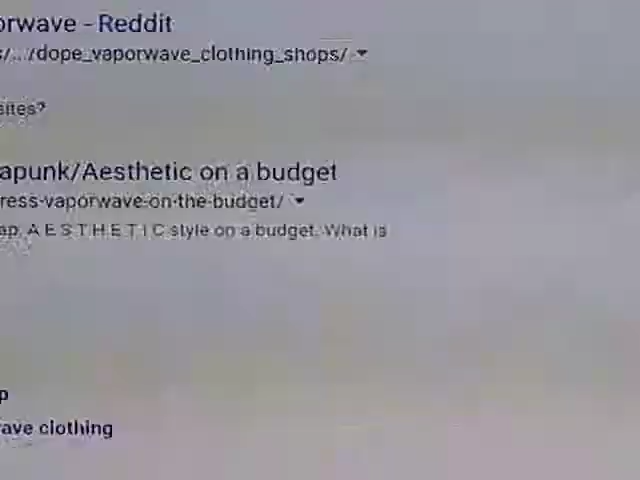 orwave - Reddit
s/.../dope_vaporwave_clothing_shops/
sites?
apunk/Aesthetic on a budget
ress-vaporwave-on-the-budget/
ap. A E S T H E T I C style on a budget. What is
p
wave clothing